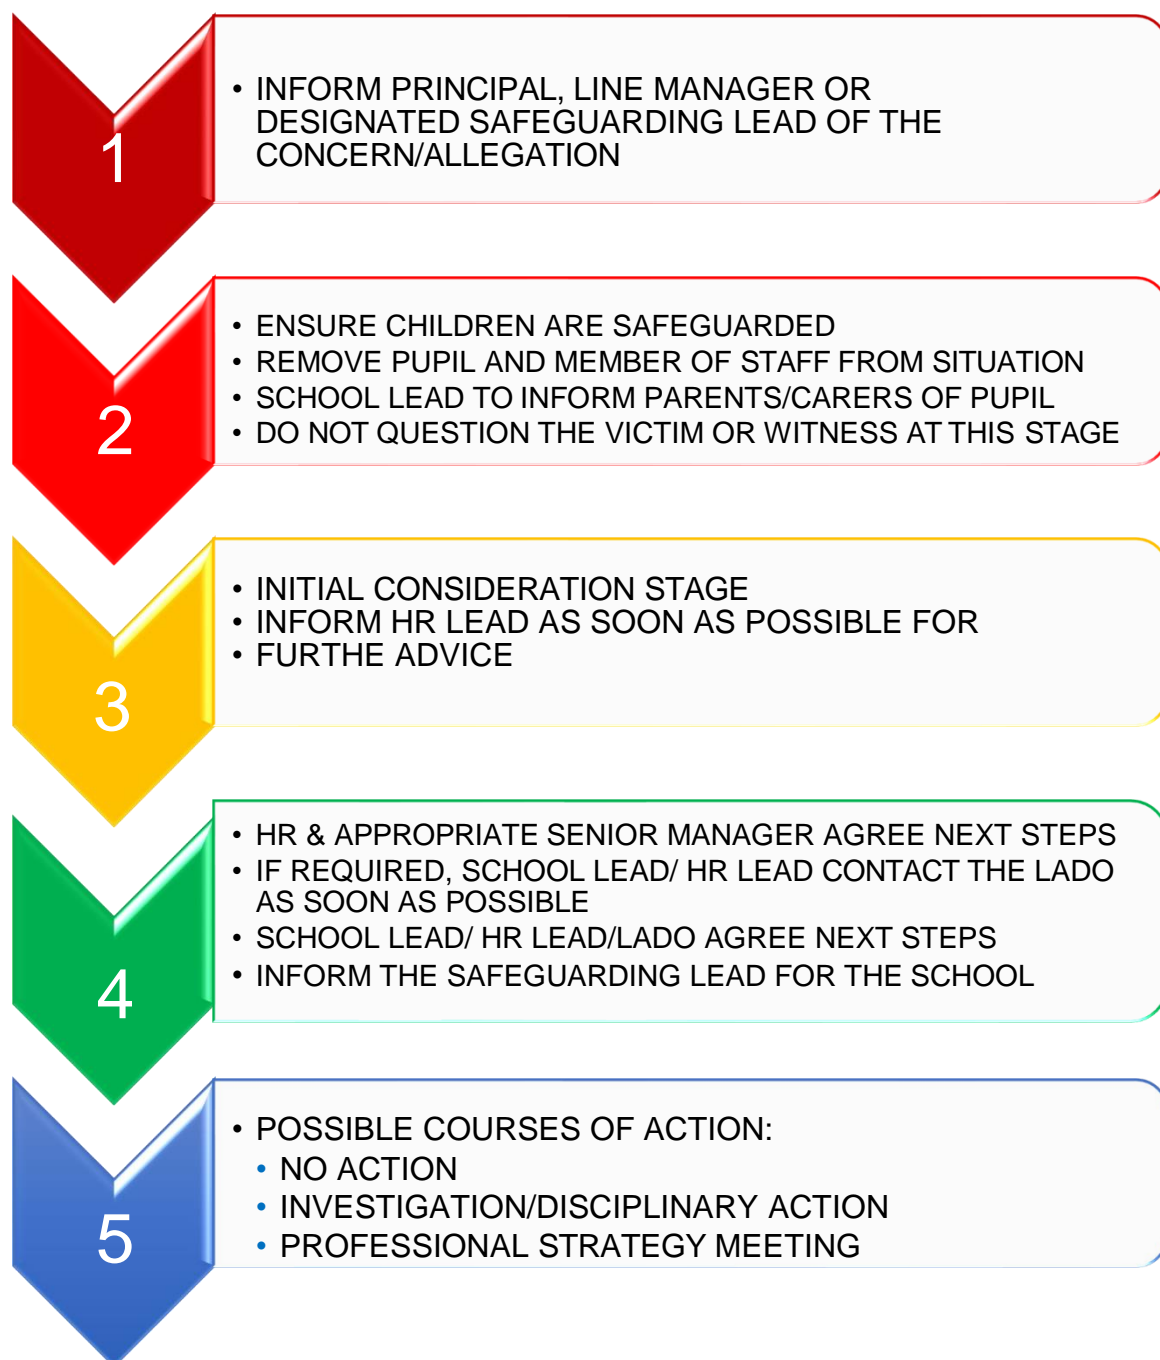 1
• INFORM PRINCIPAL, LINE MANAGER OR
DESIGNATED SAFEGUARDING LEAD OF THE
CONCERN/ALLEGATION
2
• ENSURE CHILDREN ARE SAFEGUARDED
• REMOVE PUPIL AND MEMBER OF STAFF FROM SITUATION
• SCHOOL LEAD TO INFORM PARENTS/CARERS OF PUPIL
• DO NOT QUESTION THE VICTIM OR WITNESS AT THIS STAGE
3
• INITIAL CONSIDERATION STAGE
• INFORM HR LEAD AS SOON AS POSSIBLE FOR
• FURTHE ADVICE
4
• HR & APPROPRIATE SENIOR MANAGER AGREE NEXT STEPS
• IF REQUIRED, SCHOOL LEAD/ HR LEAD CONTACT THE LADO
AS SOON AS POSSIBLE
• SCHOOL LEAD/ HR LEAD/LADO AGREE NEXT STEPS
• INFORM THE SAFEGUARDING LEAD FOR THE SCHOOL
5
• POSSIBLE COURSES OF ACTION:
• NO ACTION
• INVESTIGATION/DISCIPLINARY ACTION
• PROFESSIONAL STRATEGY MEETING